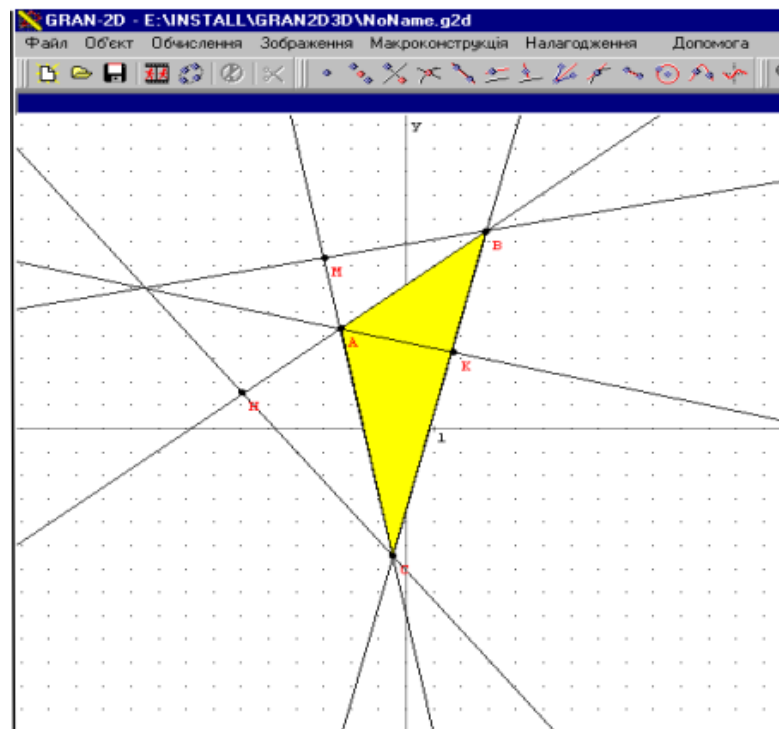 GRAN-2D - E:\INSTALL\GRAN2D3D\NoName.g2d
Файл Об'єкт Обчислення Зображення Макроконструкція Налагодження Допомога
Y
B
M
A
K
H
1
C